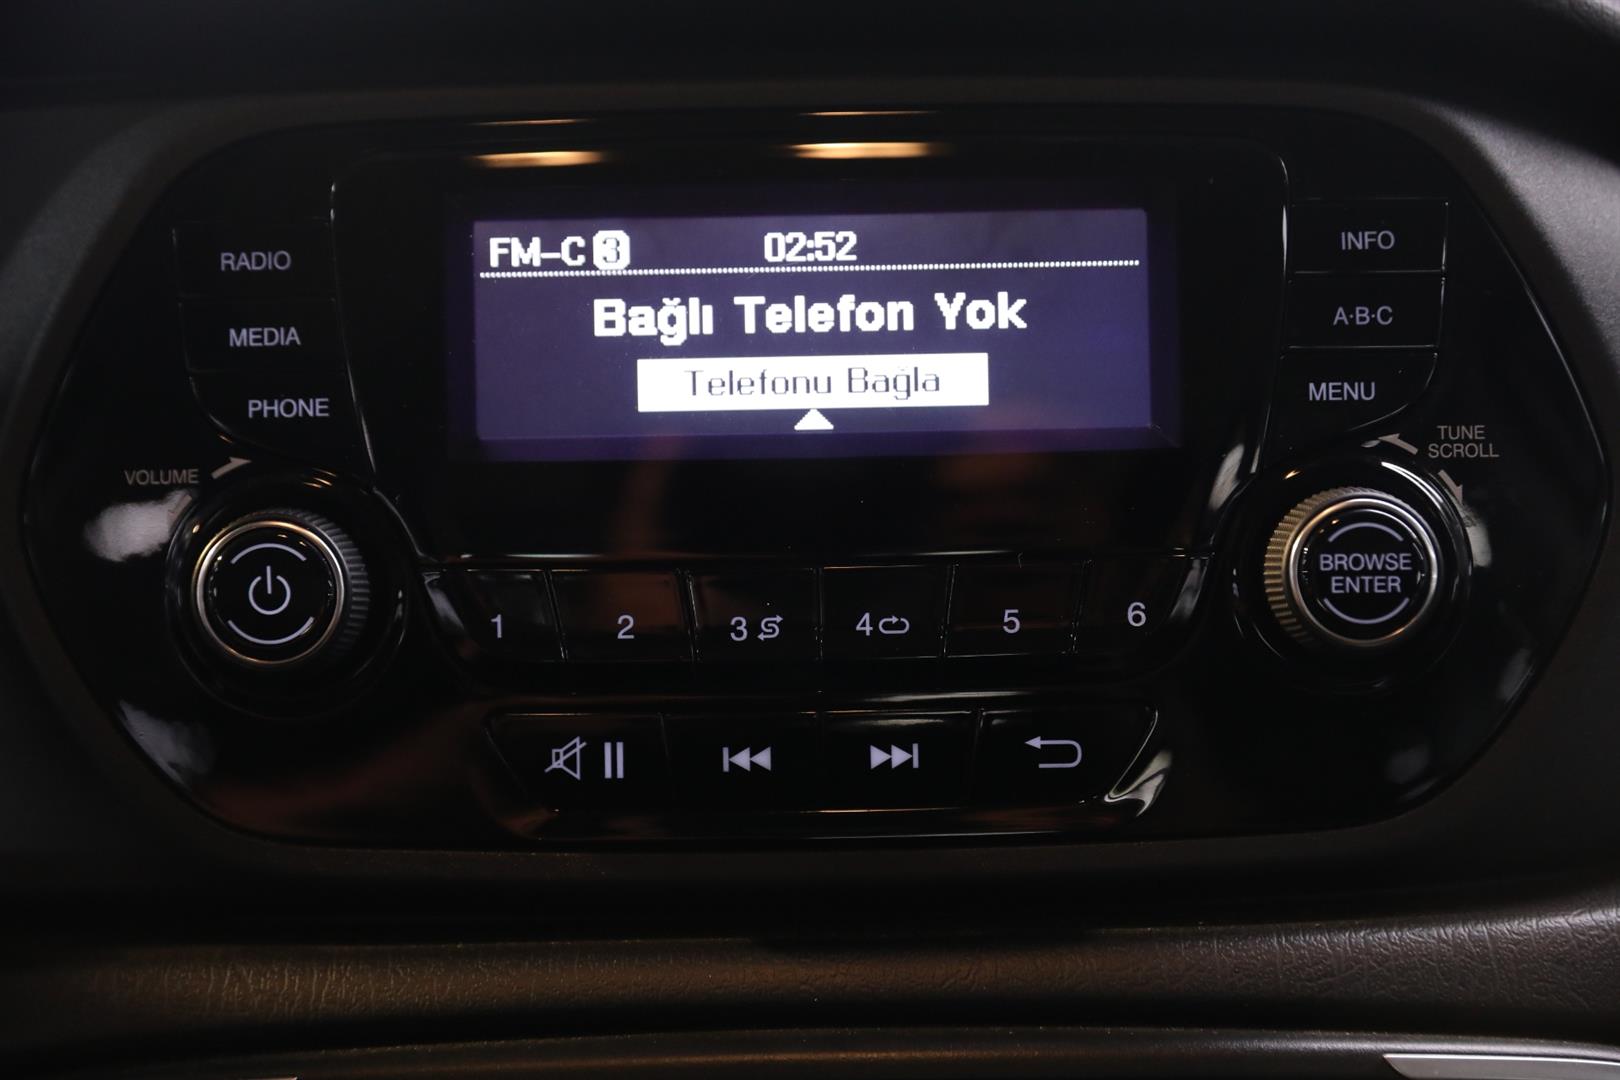 FM-C 3 02:52
Bağlı Telefon Yok
Telefonu Bağla
RADIO
MEDIA
PHONE
INFO
A·B·C
MENU
VOLUME
TUNE
SCROLL
BROWSE
ENTER
1 2 3 4 5 6